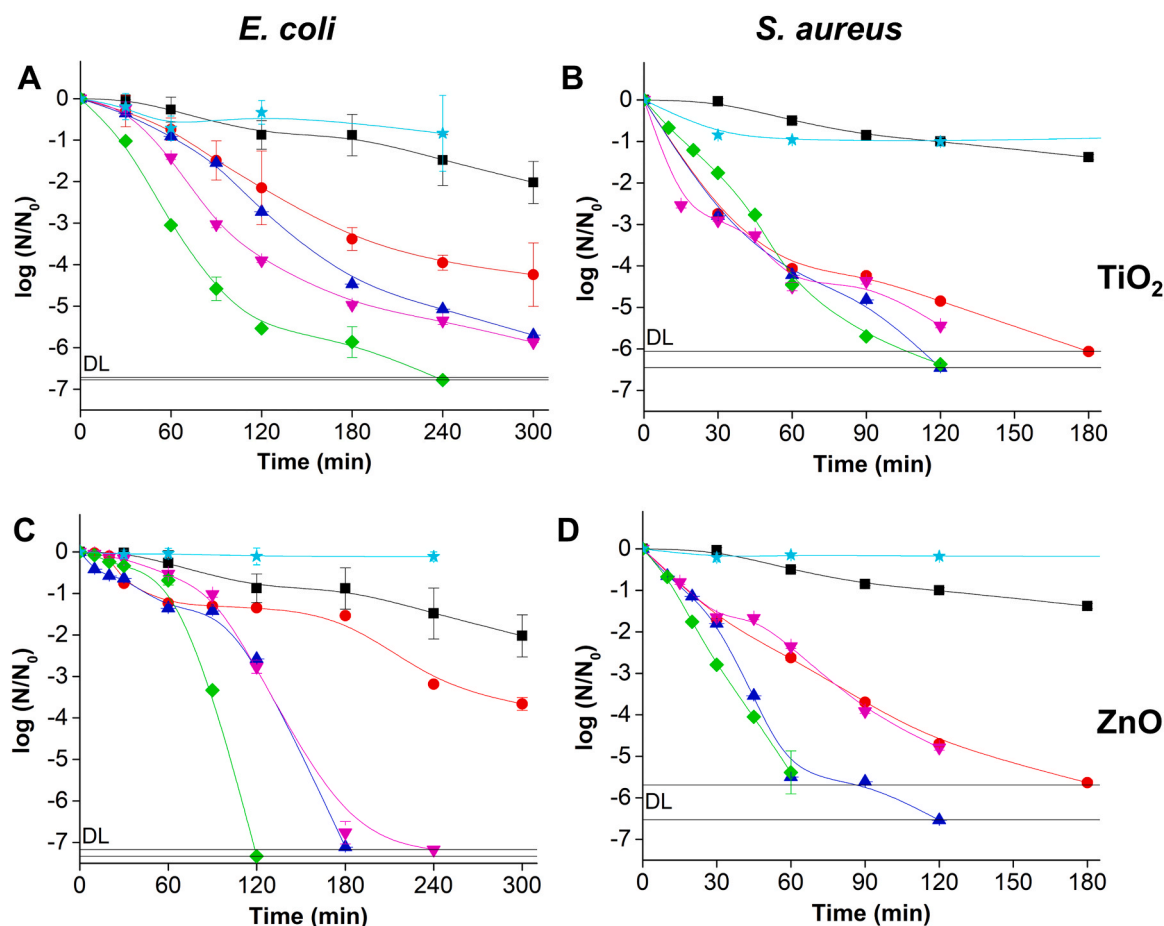 E. coli
S. aureus
A
0
-1
-2
-3
-4
-5
-6
-7
log (N/N0)
DL
0 60 120 180 240 300
Time (min)
B
0
-1
-2
-3
-4
-5
-6
-7
log (N/N0)
DL
0 30 60 90 120 150 180
Time (min)
TiO2
C
0
-1
-2
-3
-4
-5
-6
-7
log (N/N0)
DL
0 60 120 180 240 300
Time (min)
D
0
-1
-2
-3
-4
-5
-6
-7
log (N/N0)
DL
0 30 60 90 120 150 180
Time (min)
ZnO